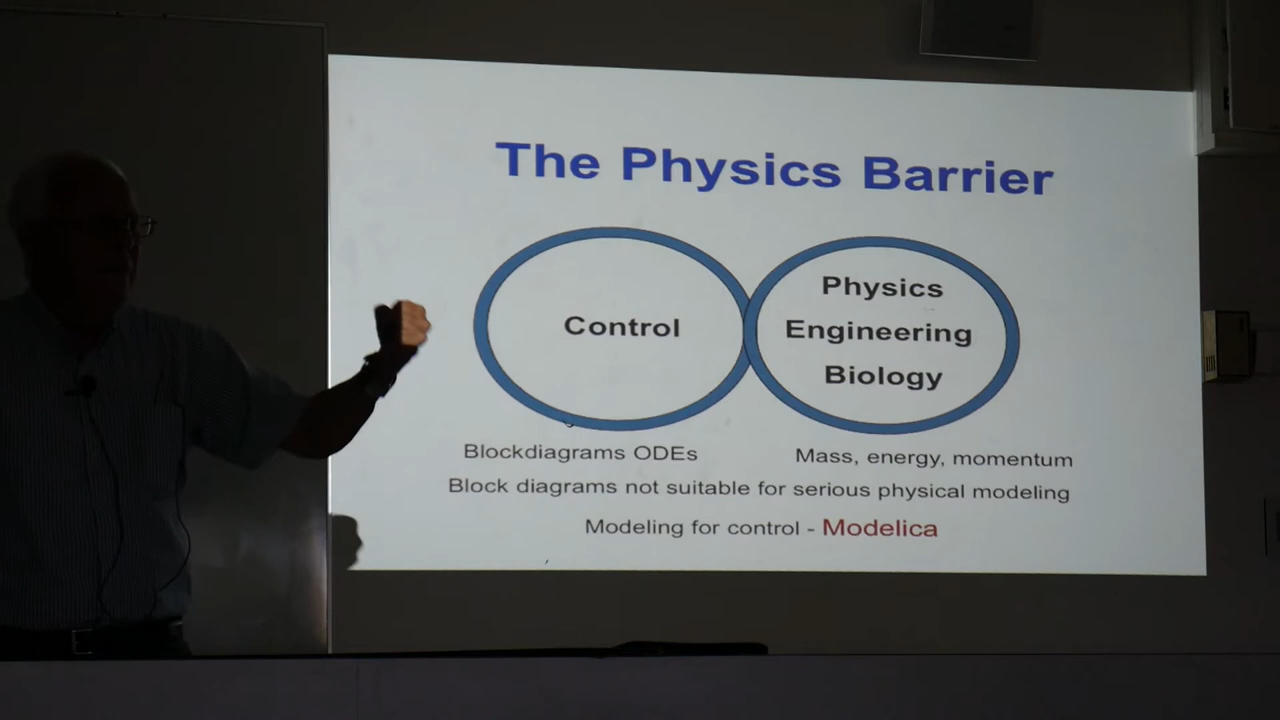 The Physics Barrier
Control
Physics
Engineering
Biology
Blockdiagrams ODEs
Mass, energy, momentum
Block diagrams not suitable for serious physical modeling
Modeling for control - Modelica